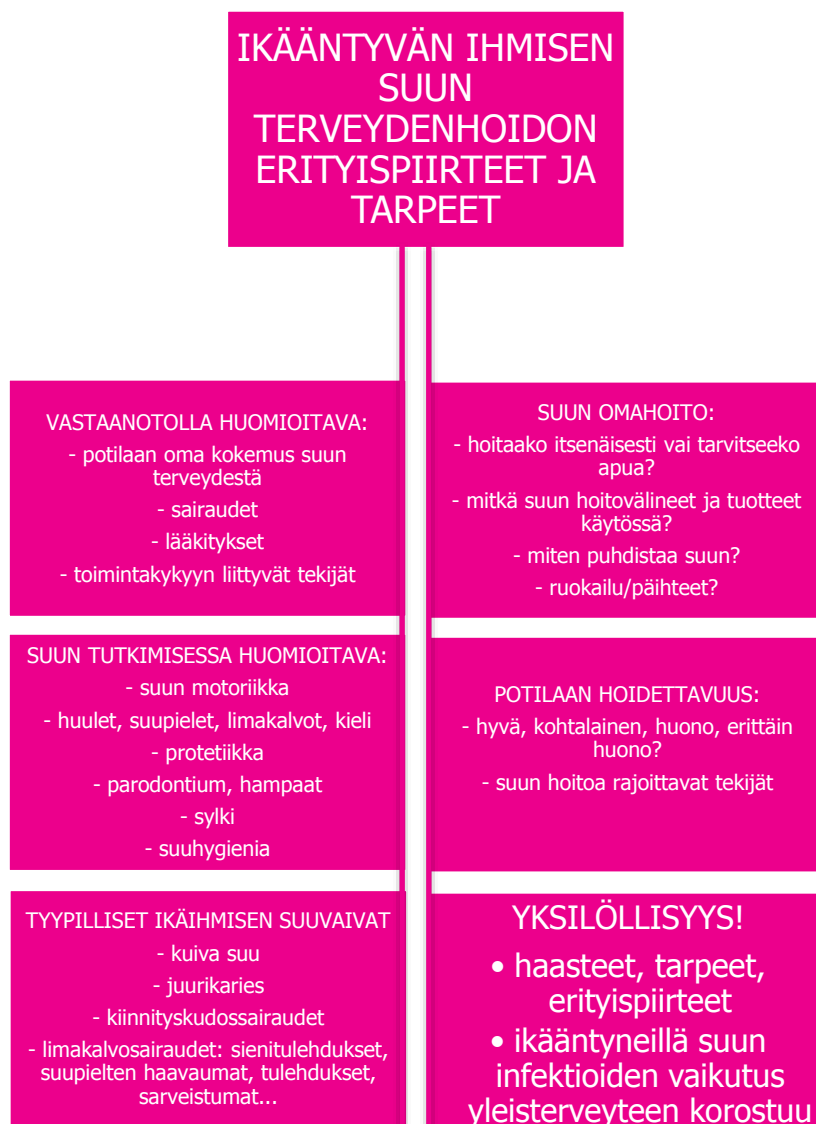 IKÄÄNTYVÄN IHMISEN
SUUN
TERVEYDENHOIDON
ERITYISPIIRTEET JA
TARPEET
VASTAANOTOLLA HUOMIOITAVA:
- potilaan oma kokemus suun
terveydestä
- sairaudet
- lääkitykset
- toimintakykyyn liittyvät tekijät
SUUN OMAHOITO:
- hoitaako itsenäisesti vai tarvitseeko
apua?
- mitkä suun hoitovälineet ja tuotteet
käytössä?
- miten puhdistaa suun?
- ruokailu/päihteet?
SUUN TUTKIMISESSA HUOMIOITAVA:
- suun motoriikka
- huulet, suupielet, limakalvot, kieli
- protetiikka
- parodontium, hampaat
- sylki
- suuhygienia
POTILAAN HOIDETTAVUUS:
- hyvä, kohtalainen, huono, erittäin
huono?
- suun hoitoa rajoittavat tekijät
TYYPILLISET IKÄIHMISEN SUUVAIVAT
- kuiva suu
- juurikaries
- kiinnityskudossairaudet
- limakalvosairaudet: sienitulehdukset,
suupielten haavaumat, tulehdukset,
sarveistumat...
YKSILÖLLISYYS!
• haasteet, tarpeet,
erityispiirteet
• ikääntyneillä suun
infektioiden vaikutus
yleisterveyteen korostuu